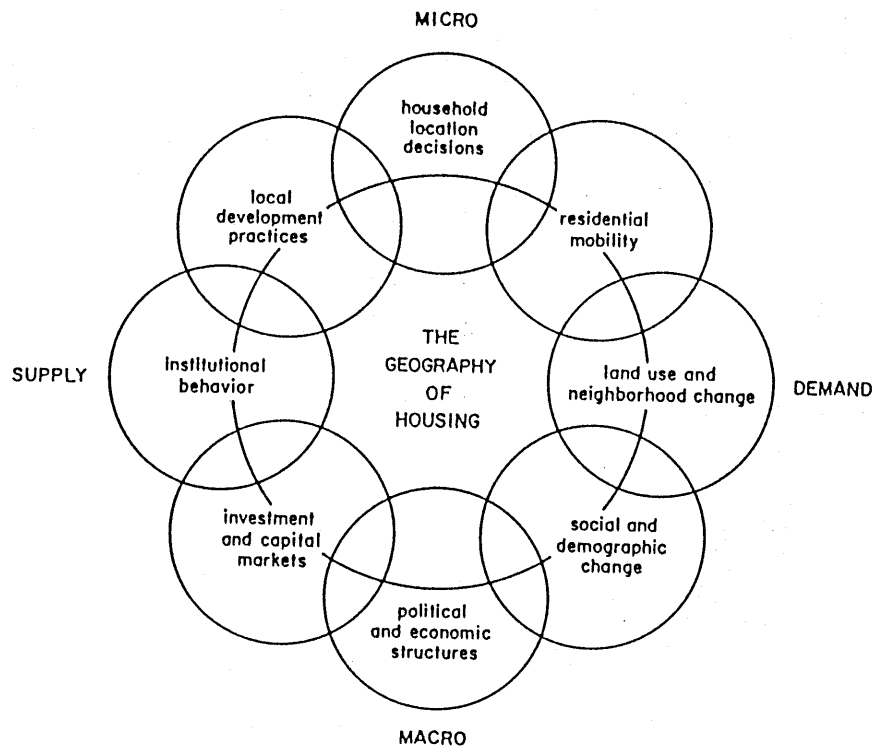 MICRO
household
location
decisions
local
development
practices
residential
mobility
THE
GEOGRAPHY
OF
HOUSING
SUPPLY
institutional
behavior
land use and
neighborhood change
DEMAND
investment
and capital
markets
social and
demographic
change
political
and economic
structures
MACRO